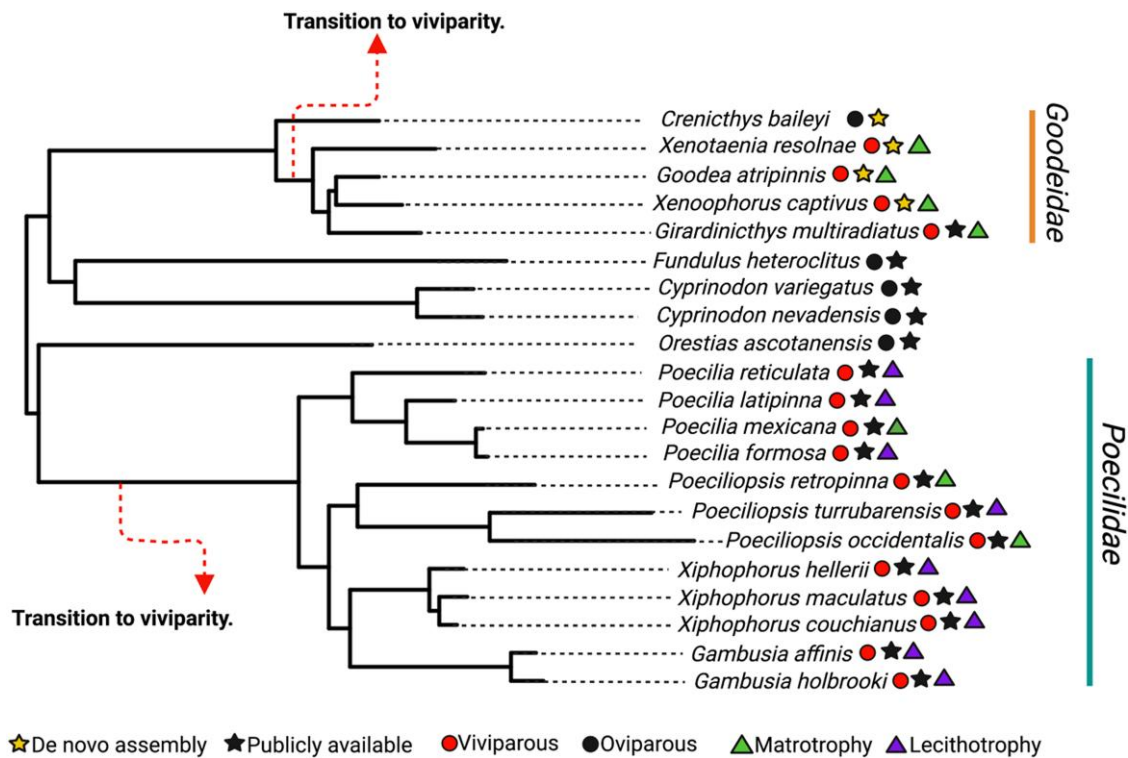 Transition to viviparity.
Crenicthys baileyi
Xenotaenia resolnae
Goodea atripinnis
Xenoophorus captivus
Girardinicthys multiradiatus
Goodeidae
Fundulus heteroclitus
Cyprinodon variegatus
Cyprinodon nevadensis
Orestias ascotanensis
Poecilia reticulata
Poecilia latipinna
Poecilia mexicana
Poecilia formosa
Poeciliopsis retropinna
Poeciliopsis turrubarensis
Poeciliopsis occidentalis
Xiphophorus hellerii
Xiphophorus maculatus
Xiphophorus couchianus
Gambusia affinis
Gambusia holbrooki
Poecilidae
Transition to viviparity.
De novo assembly Publicly available Viviparous Oviparous Matrotrophy Lecithotrophy